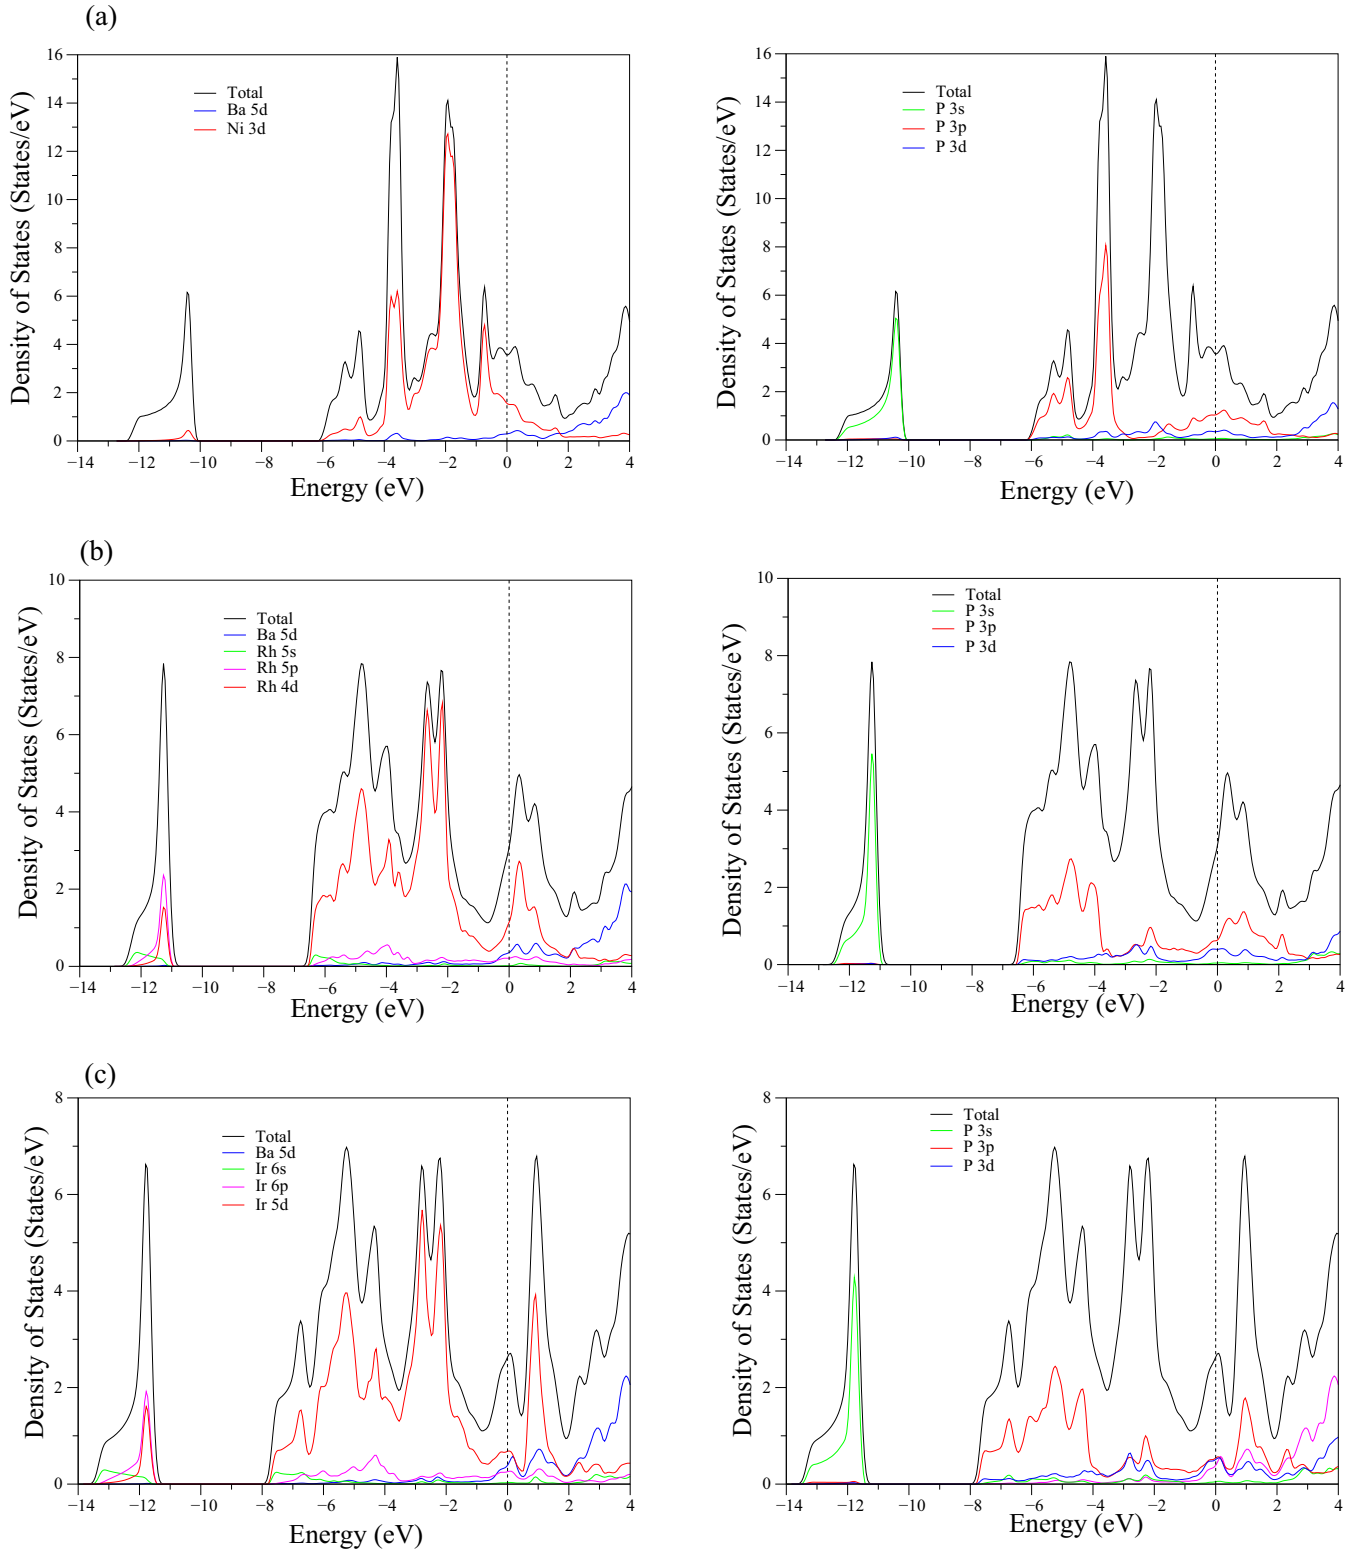 (a)
16
14
12
10
8
6
4
2
0
Density of States (States/eV)
Total
Ba 5d
Ni 3d
−14 −12 −10 −8 −6 −4 −2 0 2 4
Energy (eV)
16
14
12
10
8
6
4
2
0
Density of States (States/eV)
Total
P 3s
P 3p
P 3d
−14 −12 −10 −8 −6 −4 −2 0 2 4
Energy (eV)
(b)
10
8
6
4
2
0
Density of States (States/eV)
Total
Ba 5d
Rh 5s
Rh 5p
Rh 4d
−14 −12 −10 −8 −6 −4 −2 0 2 4
Energy (eV)
10
8
6
4
2
0
Density of States (States/eV)
Total
P 3s
P 3p
P 3d
−14 −12 −10 −8 −6 −4 −2 0 2 4
Energy (eV)
(c)
8
6
4
2
0
Density of States (States/eV)
Total
Ba 5d
Ir 6s
Ir 6p
Ir 5d
−14 −12 −10 −8 −6 −4 −2 0 2 4
Energy (eV)
8
6
4
2
0
Density of States (States/eV)
Total
P 3s
P 3p
P 3d
−14 −12 −10 −8 −6 −4 −2 0 2 4
Energy (eV)